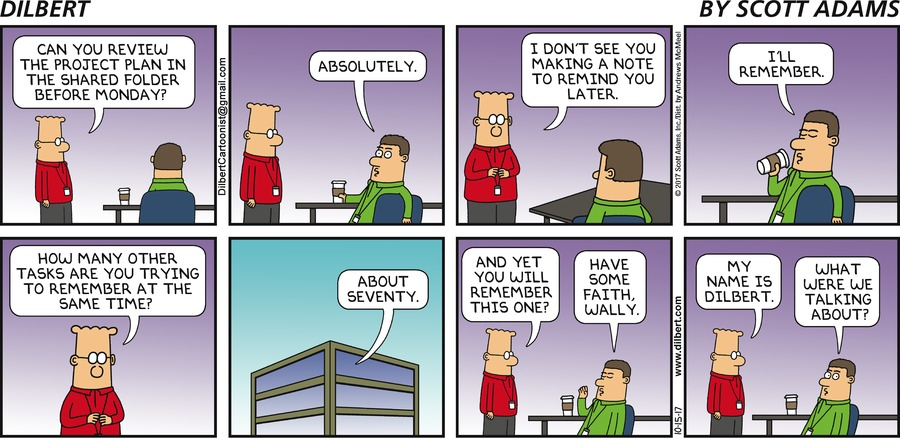 DILBERT
BY SCOTT ADAMS
CAN YOU REVIEW
THE PROJECT PLAN IN
THE SHARED FOLDER
BEFORE MONDAY?
DilbertCartoonist@gmail.com
ABSOLUTELY.
I DON'T SEE YOU
MAKING A NOTE
TO REMIND YOU
LATER.
© 2017 Scott Adams, Inc./Dist. by Andrews McMeel
I'LL
REMEMBER.
HOW MANY OTHER
TASKS ARE YOU TRYING
TO REMEMBER AT THE
SAME TIME?
ABOUT
SEVENTY.
AND YET
YOU WILL
REMEMBER
THIS ONE?
HAVE
SOME
FAITH,
WALLY.
www.dilbert.com
10-15-17
MY
NAME IS
DILBERT.
WHAT
WERE WE
TALKING
ABOUT?